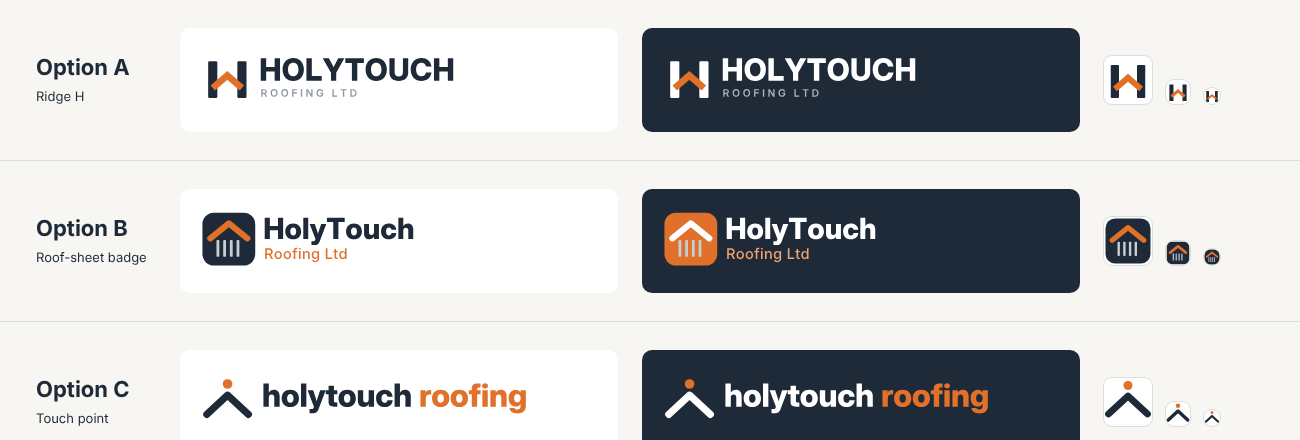 Option A
Ridge H
HOLYTOUCH
ROOFING LTD
HOLYTOUCH
ROOFING LTD
Option B
Roof-sheet badge
HolyTouch
Roofing Ltd
HolyTouch
Roofing Ltd
Option C
Touch point
holytouch roofing
holytouch roofing